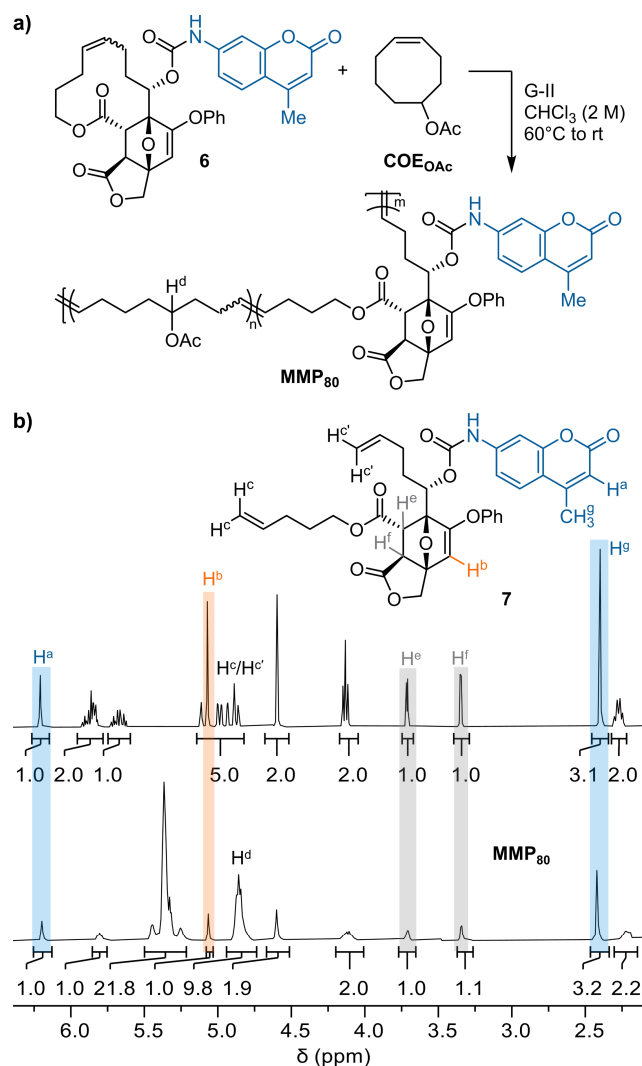 a)
6
+
COE_OAc
G-II
CHCl₃ (2 M)
60°C to rt
O
N
H
O
O
O
Me
O
O
O
OPh
O
O
OAc
m
O
H
N
O
O
O
Me
Hᵈ
OAc
n
O
O
O
OPh
O
O
MMP₈₀
b)
Hᶜ'
Hᶜ'
O
H
N
O
O
O
Hᵃ
CH₃ᵍ
Hᶜ
Hᶜ
O
O
Hᵉ
Hᶠ
O
OPh
Hᵇ
O
O
7
Hᵃ
Hᵇ
Hᶜ/Hᶜ'
Hᵉ
Hᶠ
Hᵍ
1.0 2.0 1.0 5.0 2.0 2.0 1.0 1.0 3.1 2.0
Hᵈ
MMP₈₀
1.0 1.0 21.8 1.0 9.8 1.9 2.0 1.0 1.1 3.2 2.2
6.0 5.5 5.0 4.5 4.0 3.5 3.0 2.5
δ (ppm)